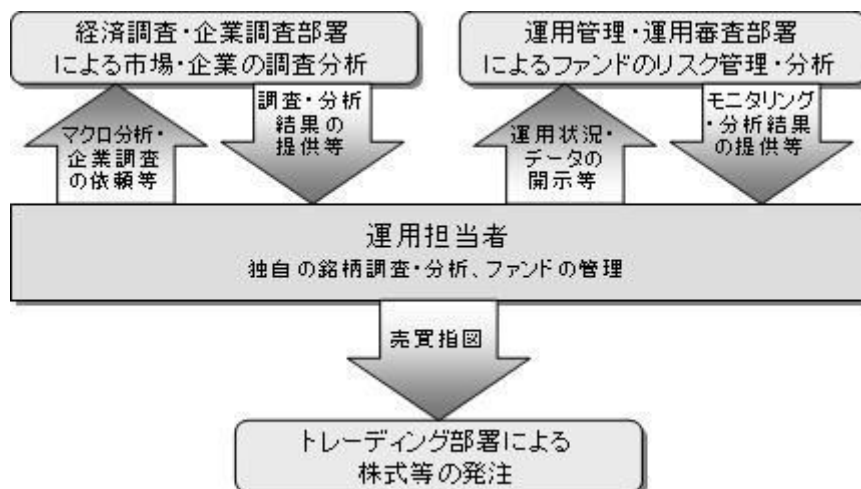 経済調査・企業調査部署
による市場・企業の調査分析
運用管理・運用審査部署
によるファンドのリスク管理・分析
マクロ分析・
企業調査
の依頼等
調査・分析
結果の
提供等
運用状況・
データの
開示等
モニタリング
・分析結果
の提供等
運用担当者
独自の銘柄調査・分析、ファンドの管理
売買指図
トレーディング部署による
株式等の発注